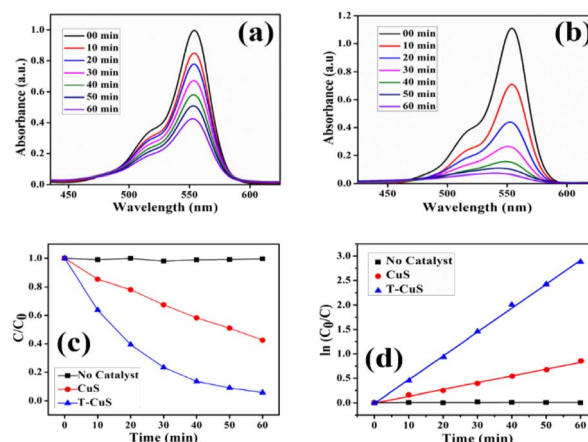 (a)
00 min
10 min
20 min
30 min
40 min
50 min
60 min
Absorbance (a.u.)
1.0
0.8
0.6
0.4
0.2
0.0
450 500 550 600
Wavelength (nm)
(b)
00 min
10 min
20 min
30 min
40 min
50 min
60 min
Absorbance (a.u)
1.2
1.0
0.8
0.6
0.4
0.2
0.0
450 500 550 600
Wavelength (nm)
(c)
No Catalyst
CuS
T-CuS
C/C0
1.0
0.8
0.6
0.4
0.2
0.0
0 10 20 30 40 50 60
Time (min)
(d)
No Catalyst
CuS
T-CuS
ln (C0/C)
3.0
2.5
2.0
1.5
1.0
0.5
0.0
0 10 20 30 40 50 60
Time (min)